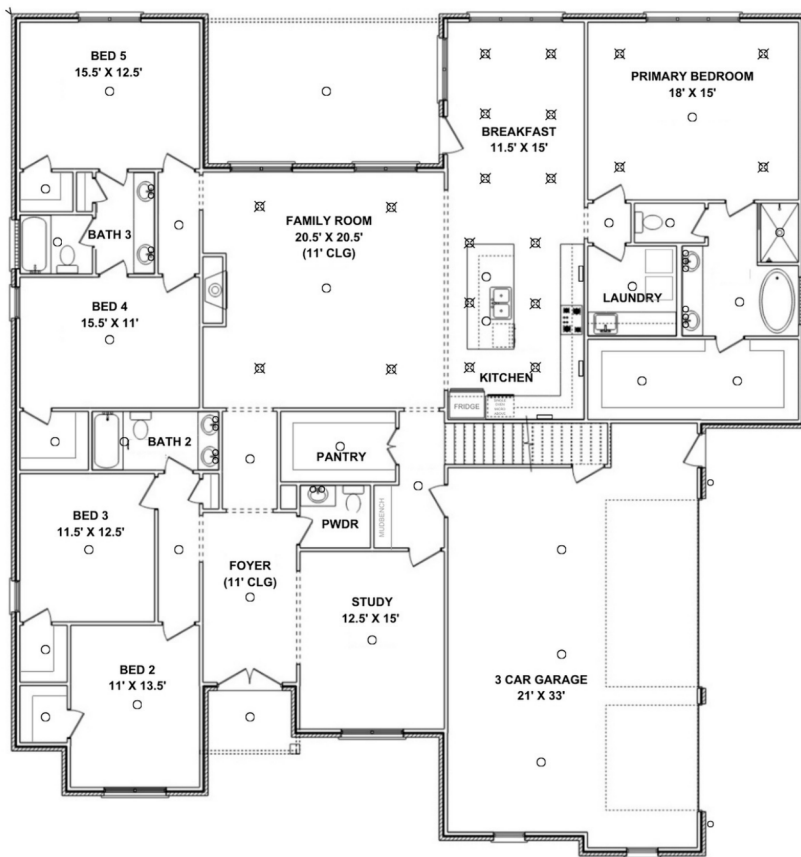 BED 5
15.5' X 12.5'
PRIMARY BEDROOM
18' X 15'
BREAKFAST
11.5' X 15'
FAMILY ROOM
20.5' X 20.5'
(11' CLG)
BATH 3
BED 4
15.5' X 11'
LAUNDRY
KITCHEN
FRIDGE
BATH 2
PANTRY
BED 3
11.5' X 12.5'
PWDR
MUDBENCH
FOYER
(11' CLG)
STUDY
12.5' X 15'
BED 2
11' X 13.5'
3 CAR GARAGE
21' X 33'